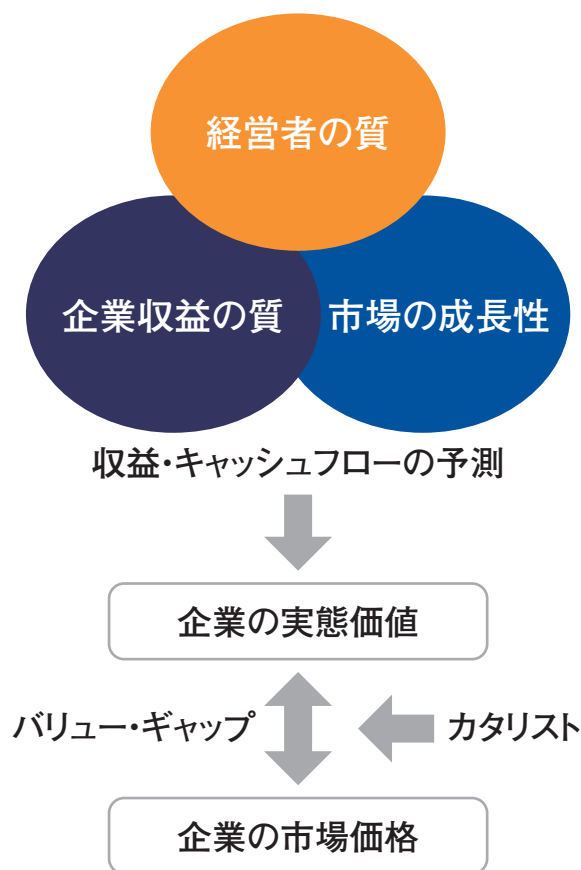 経営者の質
企業収益の質
市場の成長性
収益・キャッシュフローの予測
企業の実態価値
バリュー・ギャップ
カタリスト
企業の市場価格